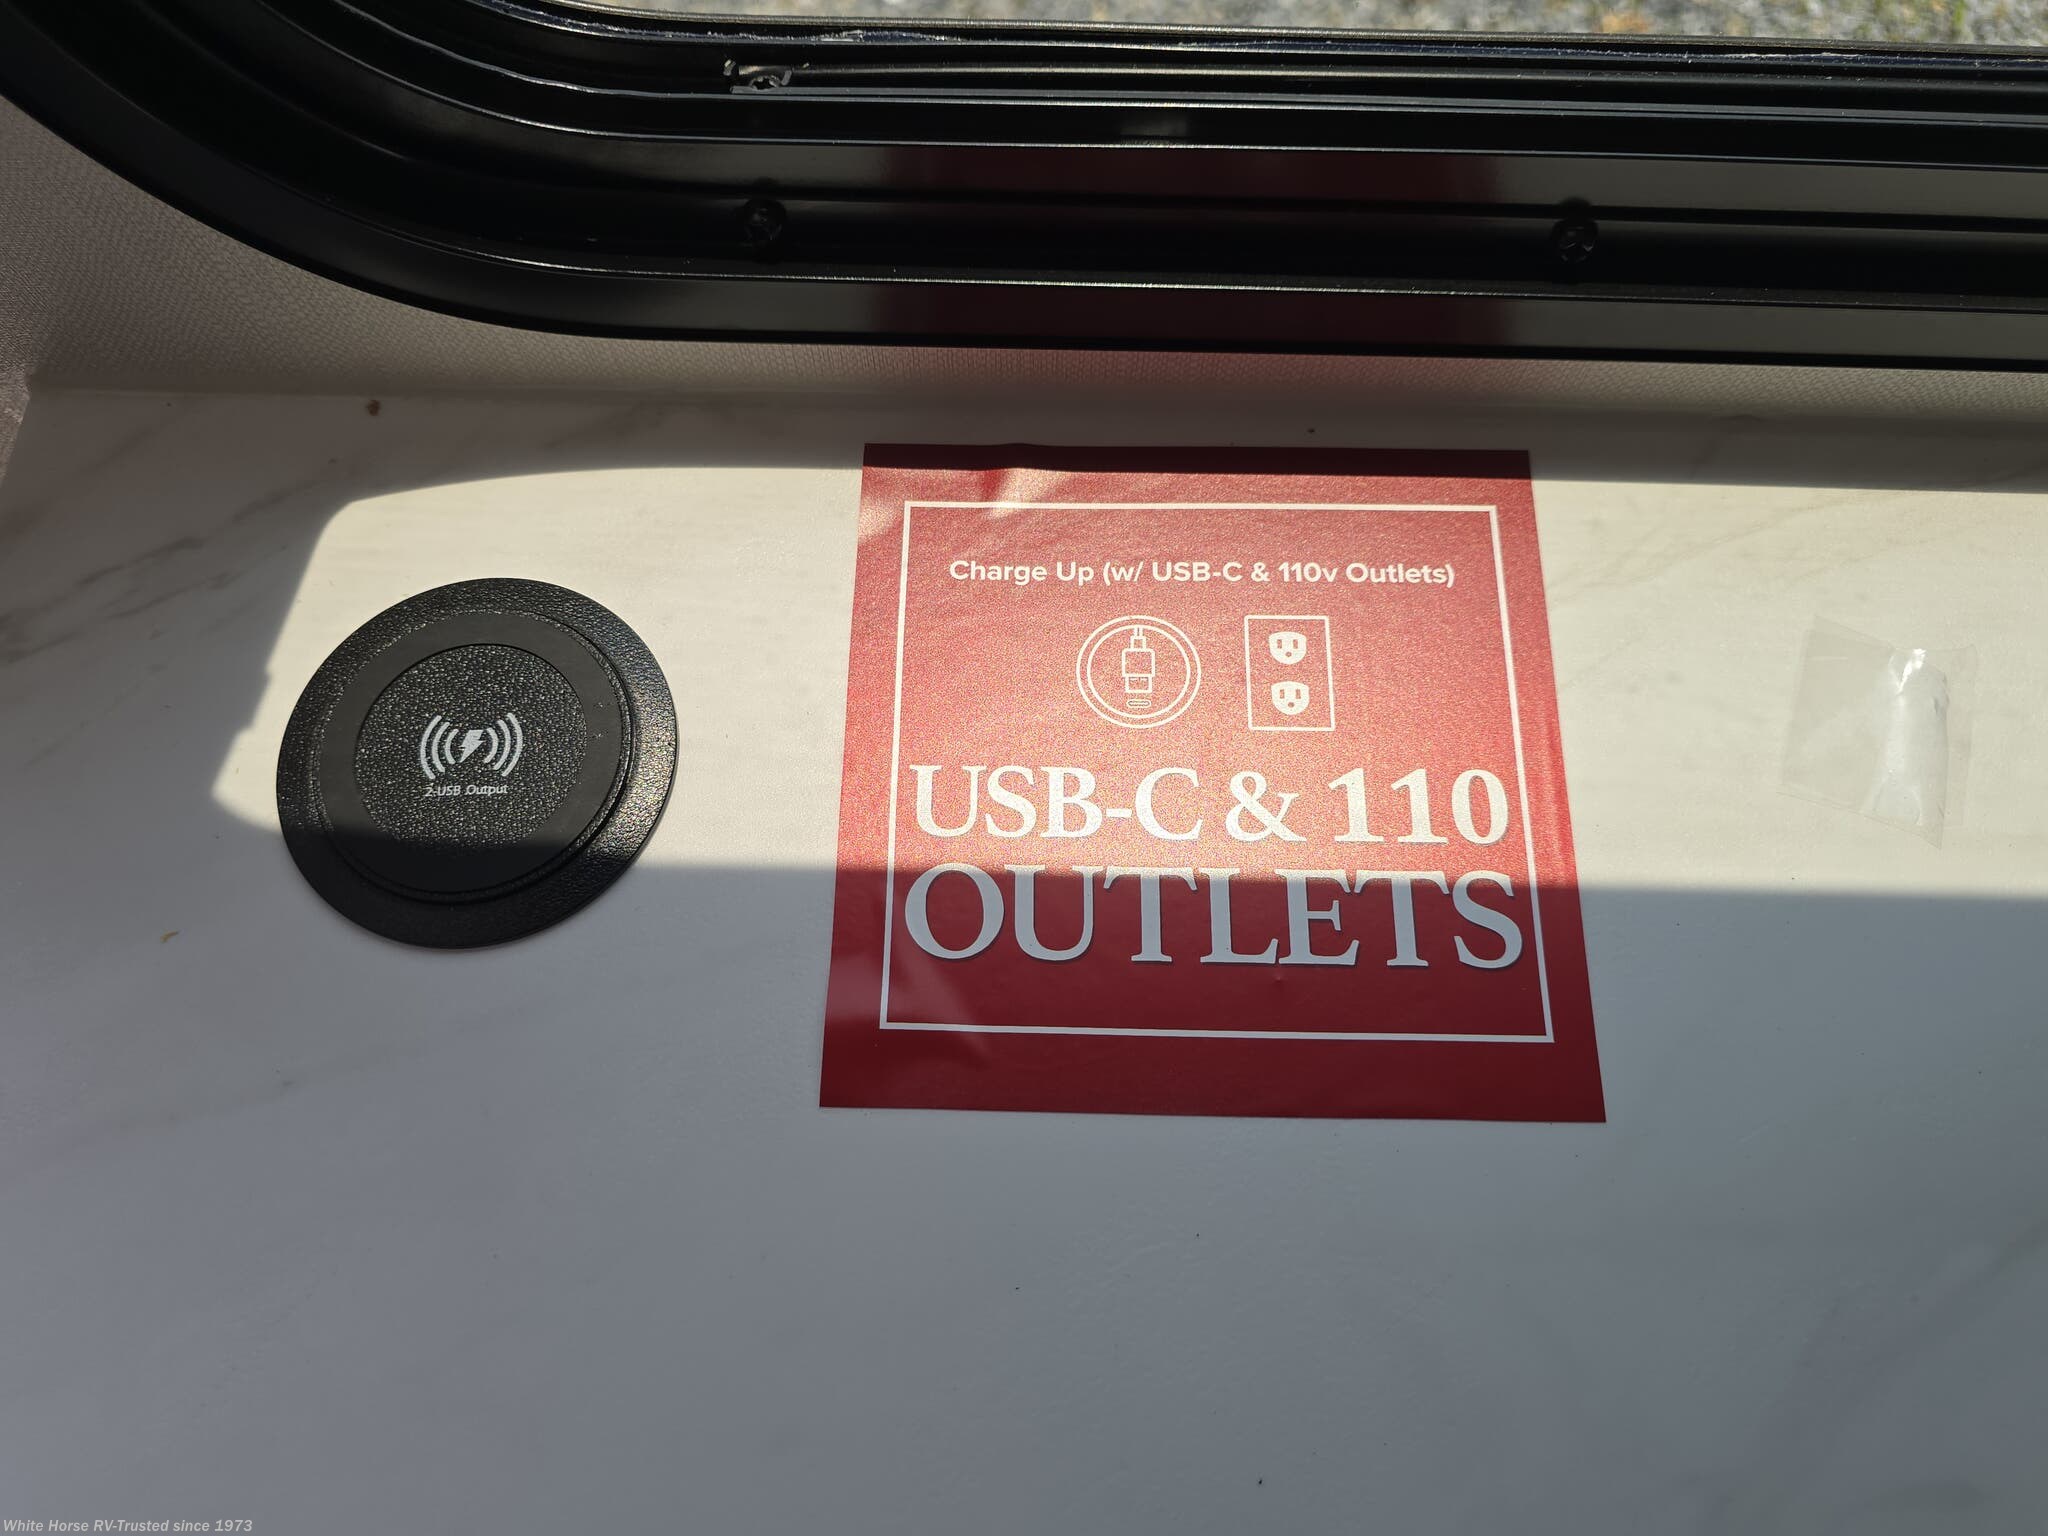 Charge Up (w/ USB-C & 110v Outlets)
USB-C & 110
OUTLETS
2-USB Output
White Horse RV-Trusted since 1973